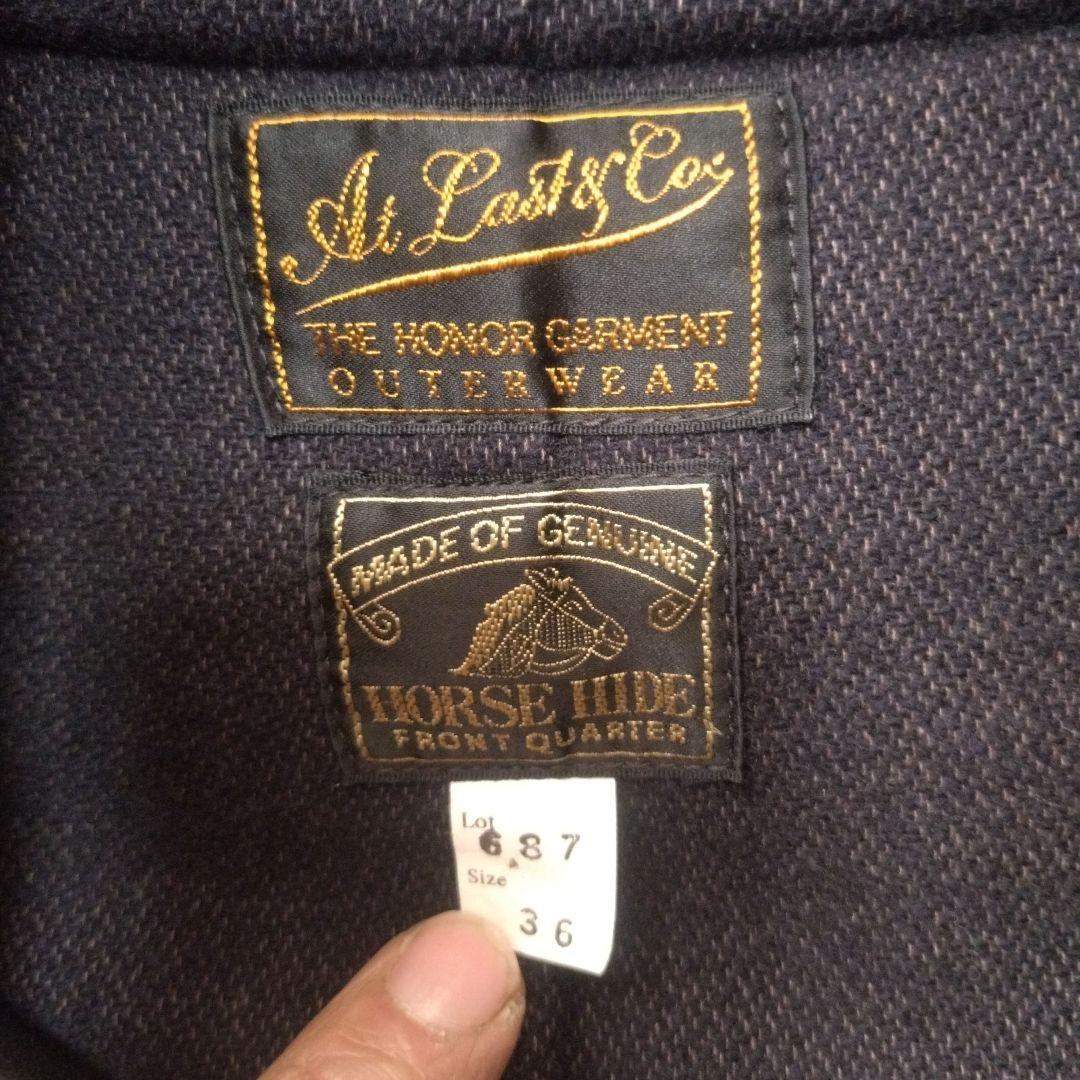 At Last & Co.
THE HONOR GARMENT
OUTERWEAR
MADE OF GENUINE
HORSE HIDE
FRONT QUARTER
Lot
687
Size
36